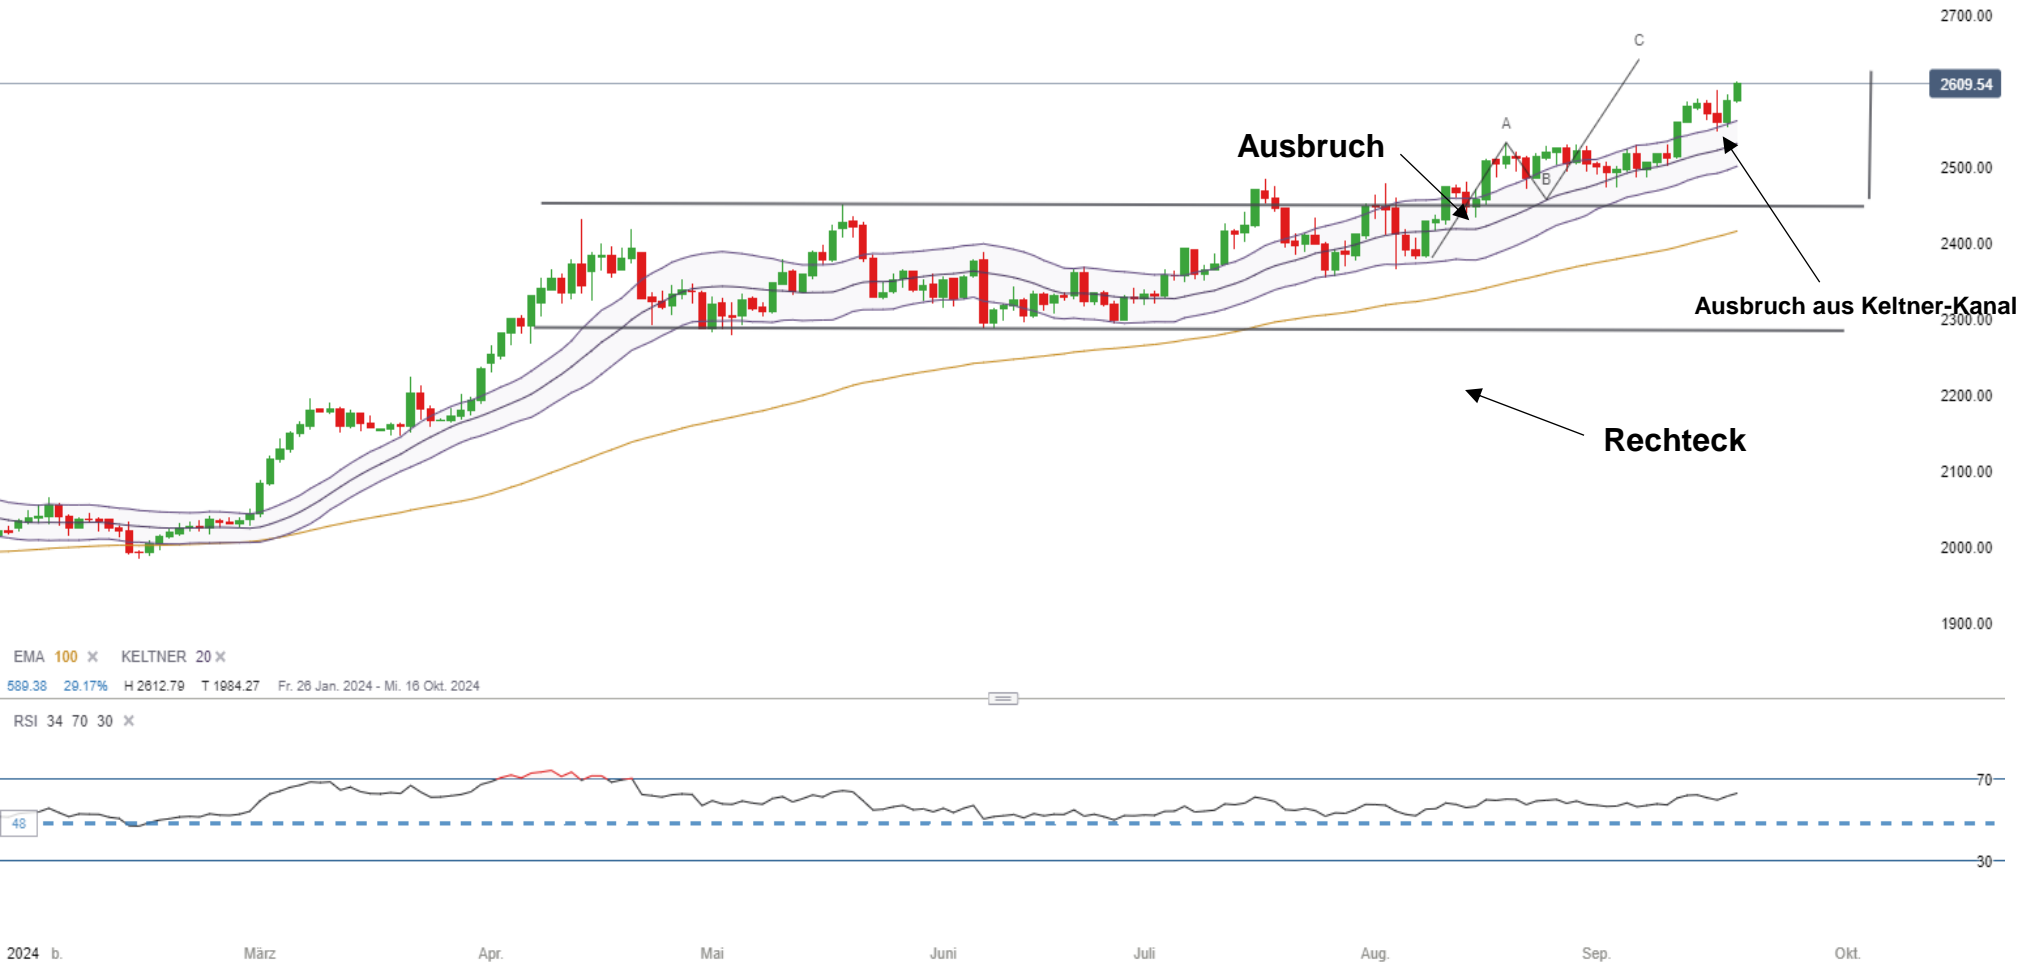 2700.00
C
2609.54
A
Ausbruch
2500.00
B
2400.00
Ausbruch aus Keltner-Kanal
2300.00
2200.00
Rechteck
2100.00
2000.00
1900.00
EMA 100 × KELTNER 20 ×
589.38 29.17% H 2612.79 T 1984.27 Fr. 26 Jan. 2024 - Mi. 16 Okt. 2024
RSI 34 70 30 ×
70
48
30
2024 b. März Apr. Mai Juni Juli Aug. Sep. Okt.